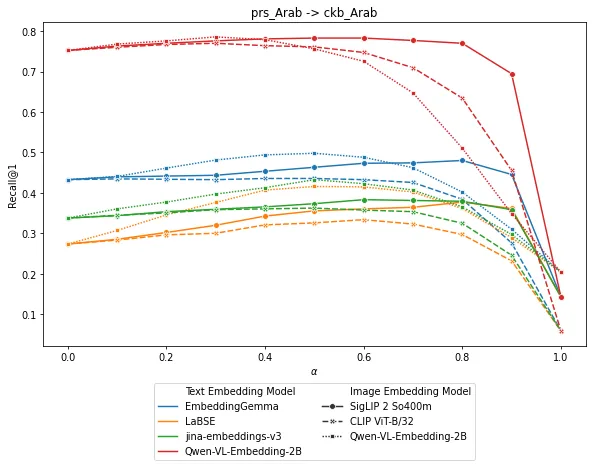 prs_Arab -> ckb_Arab
0.8
0.7
0.6
0.5
0.4
0.3
0.2
0.1
Recall@1
0.0 0.2 0.4 0.6 0.8 1.0
α
Text Embedding Model Image Embedding Model
EmbeddingGemma SigLIP 2 So400m
LaBSE CLIP ViT-B/32
jina-embeddings-v3 Qwen-VL-Embedding-2B
Qwen-VL-Embedding-2B